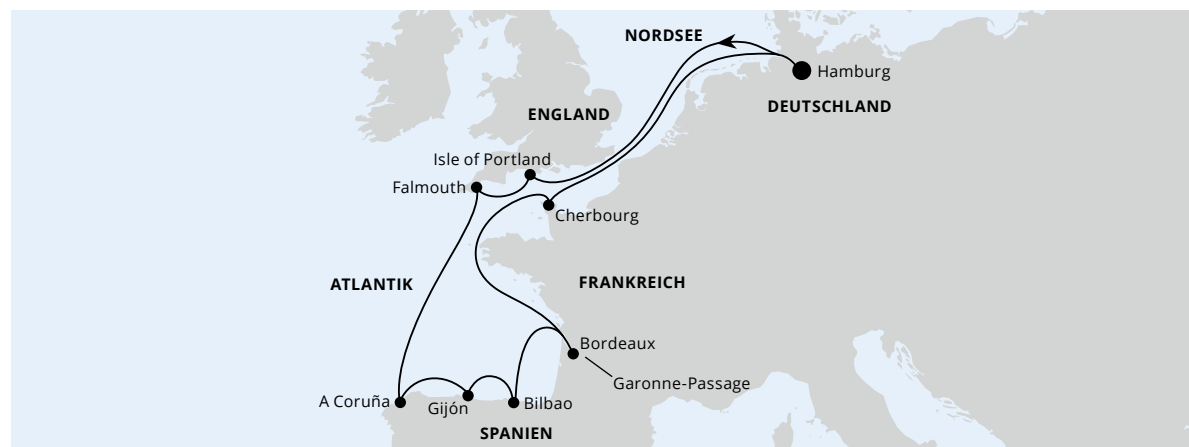 NORDSEE
Hamburg
DEUTSCHLAND
ENGLAND
Isle of Portland
Falmouth
Cherbourg
ATLANTIK
FRANKREICH
Bordeaux
Garonne-Passage
A Coruña
Gijón
Bilbao
SPANIEN